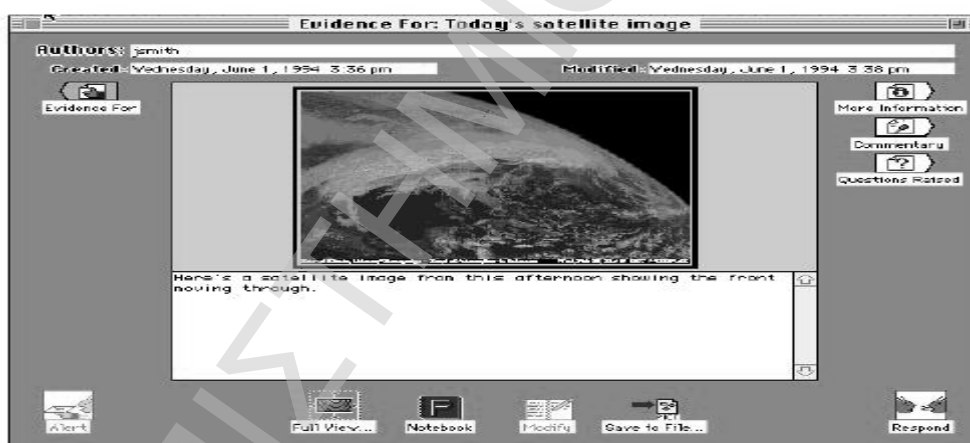 Evidence For: Today's satellite image
Authors: jsmith
Created: Wednesday, June 1, 1994 3:36 pm
Modified: Wednesday, June 1, 1994 3:38 pm
Evidence For
More Information
Commentary
Questions Raised
Here's a satellite image from this afternoon showing the front
moving through.
Alert
Full View...
Notebook
Modify
Save to File...
Respond